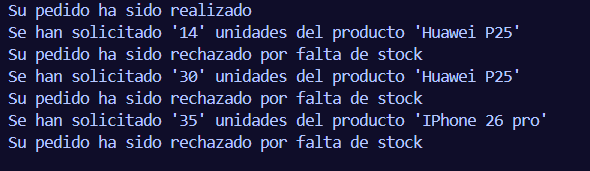 Su pedido ha sido realizado
Se han solicitado '14' unidades del producto 'Huawei P25'
Su pedido ha sido rechazado por falta de stock
Se han solicitado '30' unidades del producto 'Huawei P25'
Su pedido ha sido rechazado por falta de stock
Se han solicitado '35' unidades del producto 'IPhone 26 pro'
Su pedido ha sido rechazado por falta de stock